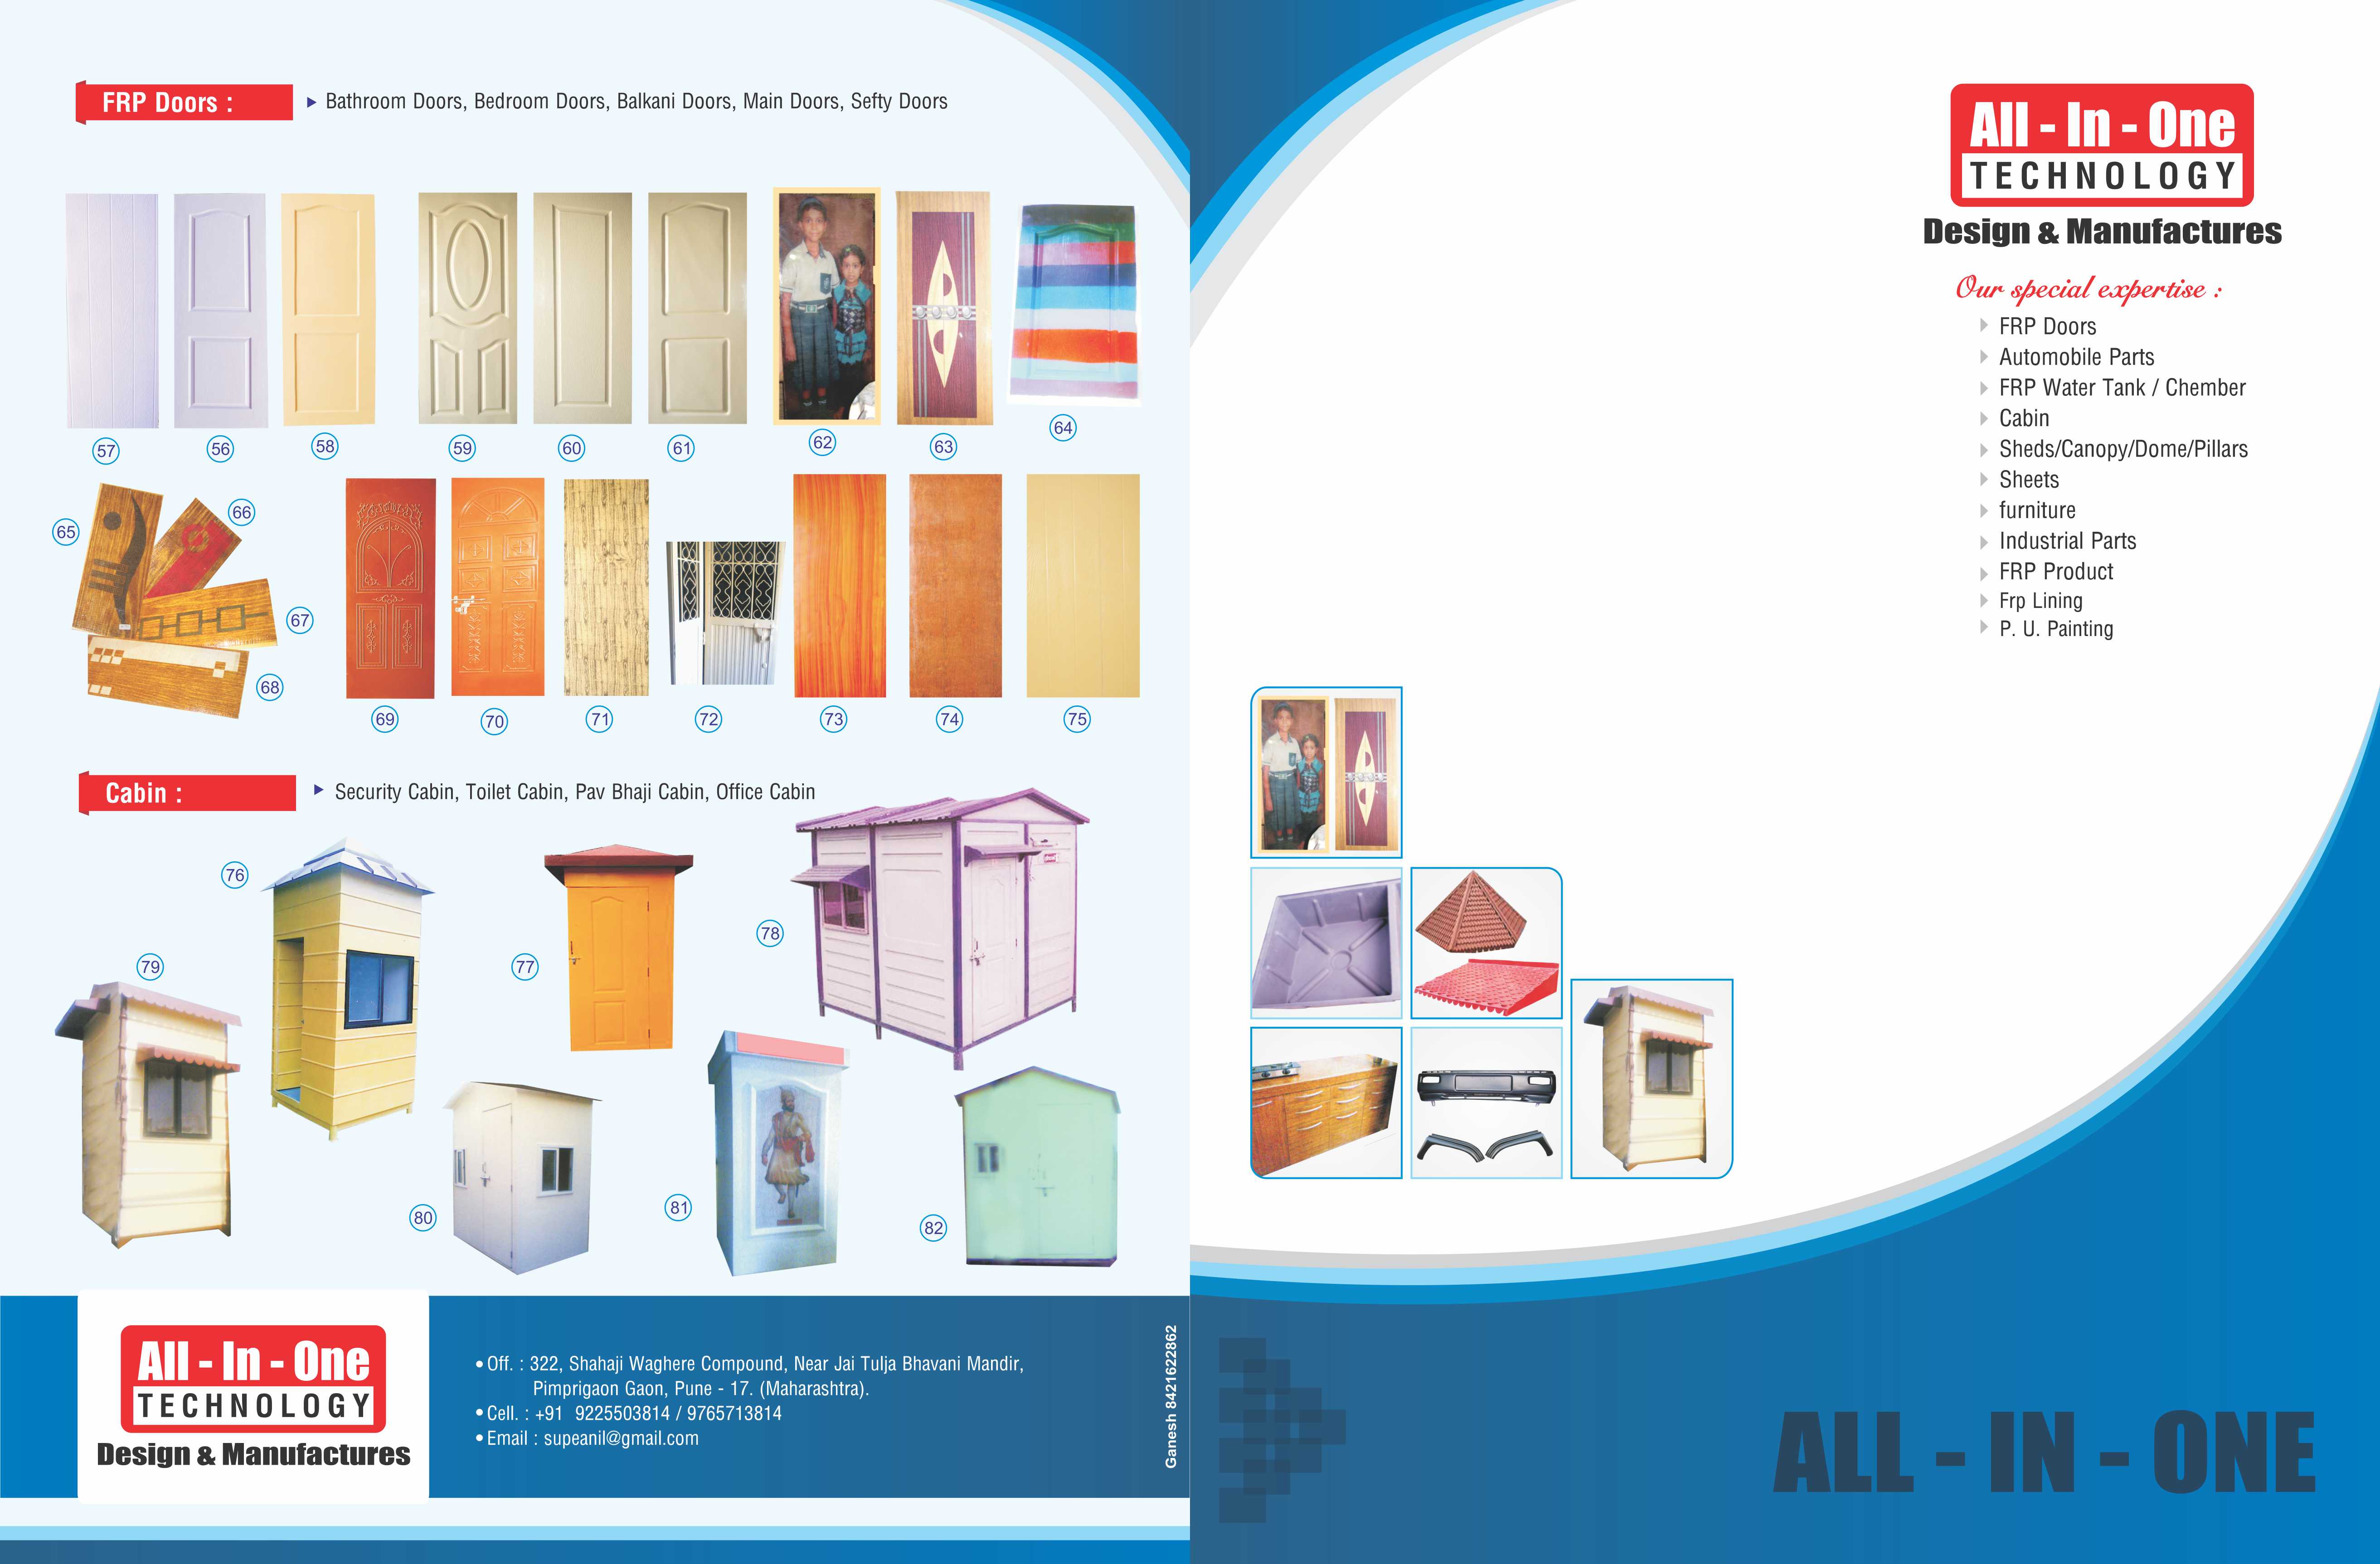 FRP Doors :
Bathroom Doors, Bedroom Doors, Balkani Doors, Main Doors, Sefty Doors
57
56
58
59
60
61
62
63
64
65
66
67
68
69
70
71
72
73
74
75
Cabin :
Security Cabin, Toilet Cabin, Pav Bhaji Cabin, Office Cabin
76
77
78
79
80
81
82
All - In - One
TECHNOLOGY
Design & Manufactures
• Off. : 322, Shahaji Waghere Compound, Near Jai Tulja Bhavani Mandir,
Pimprigaon Gaon, Pune - 17. (Maharashtra).
• Cell. : +91 9225503814 / 9765713814
• Email : supeanil@gmail.com
Ganesh 8421622862
All - In - One
TECHNOLOGY
Design & Manufactures
Our special expertise :
FRP Doors
Automobile Parts
FRP Water Tank / Chember
Cabin
Sheds/Canopy/Dome/Pillars
Sheets
furniture
Industrial Parts
FRP Product
Frp Lining
P. U. Painting
ALL - IN - ONE